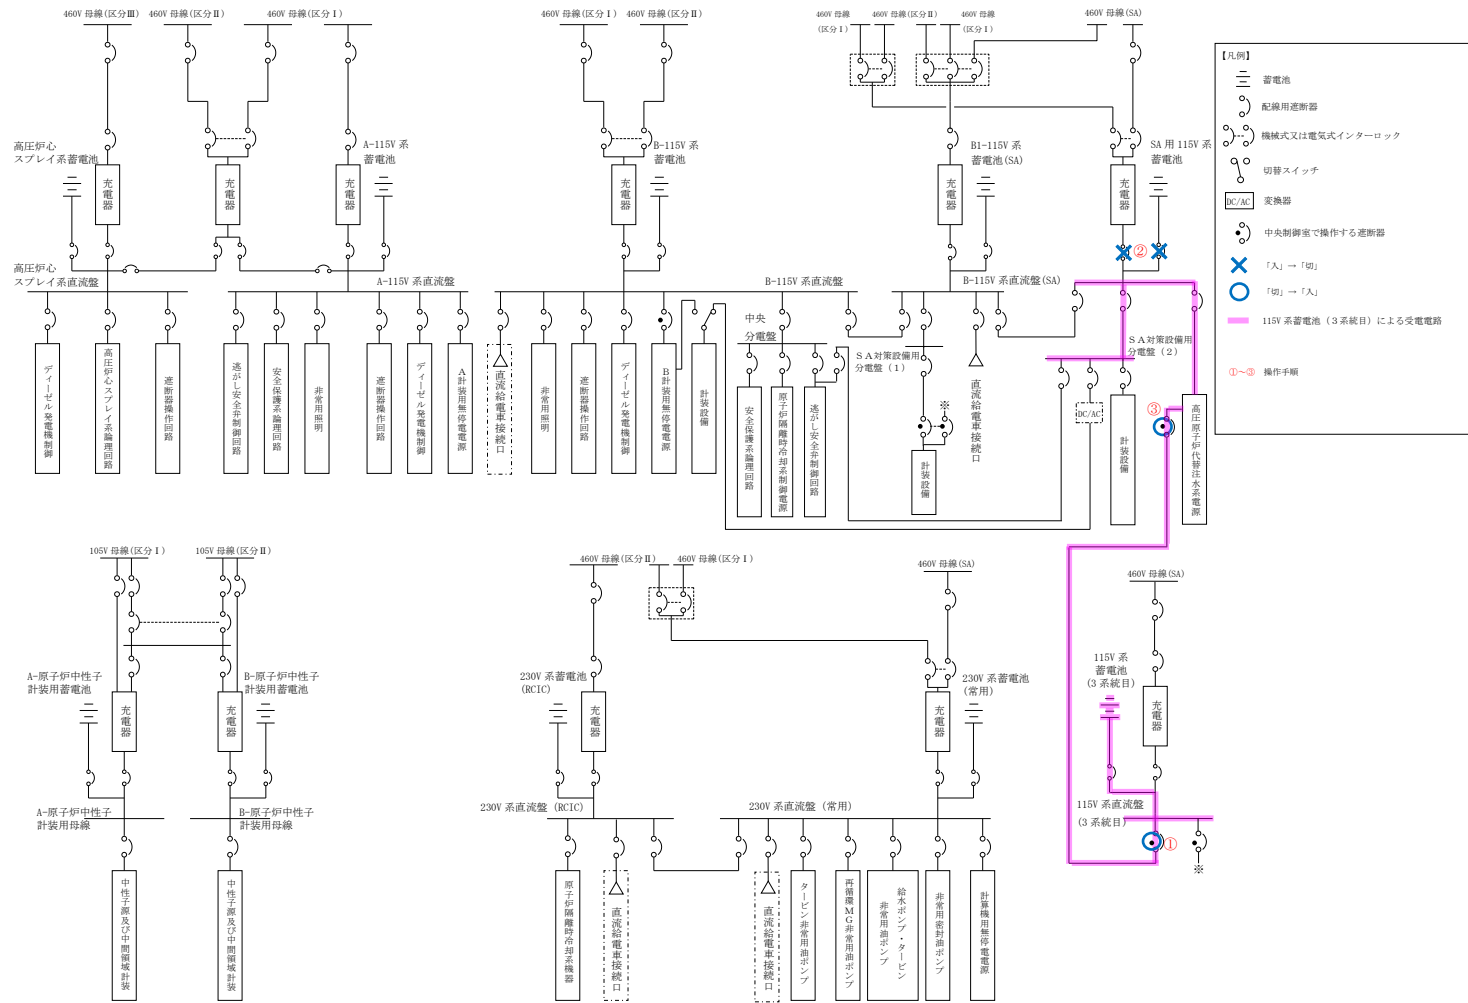 460V 母線(区分Ⅲ)
460V 母線(区分Ⅱ)
460V 母線(区分Ⅰ)
460V 母線(区分Ⅰ)
460V 母線(区分Ⅱ)
460V 母線
(区分Ⅰ)
460V 母線(区分Ⅱ)
460V 母線
(区分Ⅰ)
460V 母線(SA)
高圧炉心
スプレイ系蓄電池
充電器
充電器
A-115V 系
蓄電池
充電器
B-115V 系
蓄電池
充電器
B1-115V 系
蓄電池(SA)
充電器
SA 用 115V 系
蓄電池
充電器
②
高圧炉心
スプレイ系直流盤
A-115V 系直流盤
B-115V 系直流盤
B-115V 系直流盤(SA)
中央
分電盤
SA対策設備用
分電盤(1)
SA対策設備用
分電盤(2)
ディーゼル発電機制御
高圧炉心スプレイ系論理回路
遮断器操作回路
逃がし安全弁制御回路
安全保護系論理回路
非常用照明
遮断器操作回路
ディーゼル発電機制御
A計装用無停電電源
直流給電車接続口
非常用照明
遮断器操作回路
ディーゼル発電機制御
B計装用無停電電源
計装設備
安全保護系論理回路
原子炉隔離時冷却系制御電源
逃がし安全弁制御回路
※
計装設備
直流給電車接続口
DC/AC
計装設備
③
高圧原子炉代替注水系電源
【凡例】
蓄電池
配線用遮断器
機械式又は電気式インターロック
切替スイッチ
DC/AC
変換器
中央制御室で操作する遮断器
「入」→「切」
「切」→「入」
115V 系蓄電池(3系統目)による受電電路
①~③
操作手順
105V 母線(区分Ⅰ)
105V 母線(区分Ⅱ)
A-原子炉中性子
計装用蓄電池
充電器
B-原子炉中性子
計装用蓄電池
充電器
A-原子炉中性子
計装用母線
B-原子炉中性子
計装用母線
中性子源及び中間領域計装
中性子源及び中間領域計装
460V 母線(区分Ⅱ)
460V 母線(区分Ⅰ)
460V 母線(SA)
230V 系蓄電池
(RCIC)
充電器
充電器
230V 系蓄電池
(常用)
230V 系直流盤 (RCIC)
230V 系直流盤 (常用)
原子炉隔離時冷却系機器
直流給電車接続口
直流給電車接続口
タービン非常用油ポンプ
再循環MG非常用油ポンプ
給水ポンプ・タービン
非常用油ポンプ
非常用密封油ポンプ
計算機用無停電電源
460V 母線(SA)
115V 系
蓄電池
(3 系統目)
充電器
115V 系直流盤
(3 系統目)
①
※